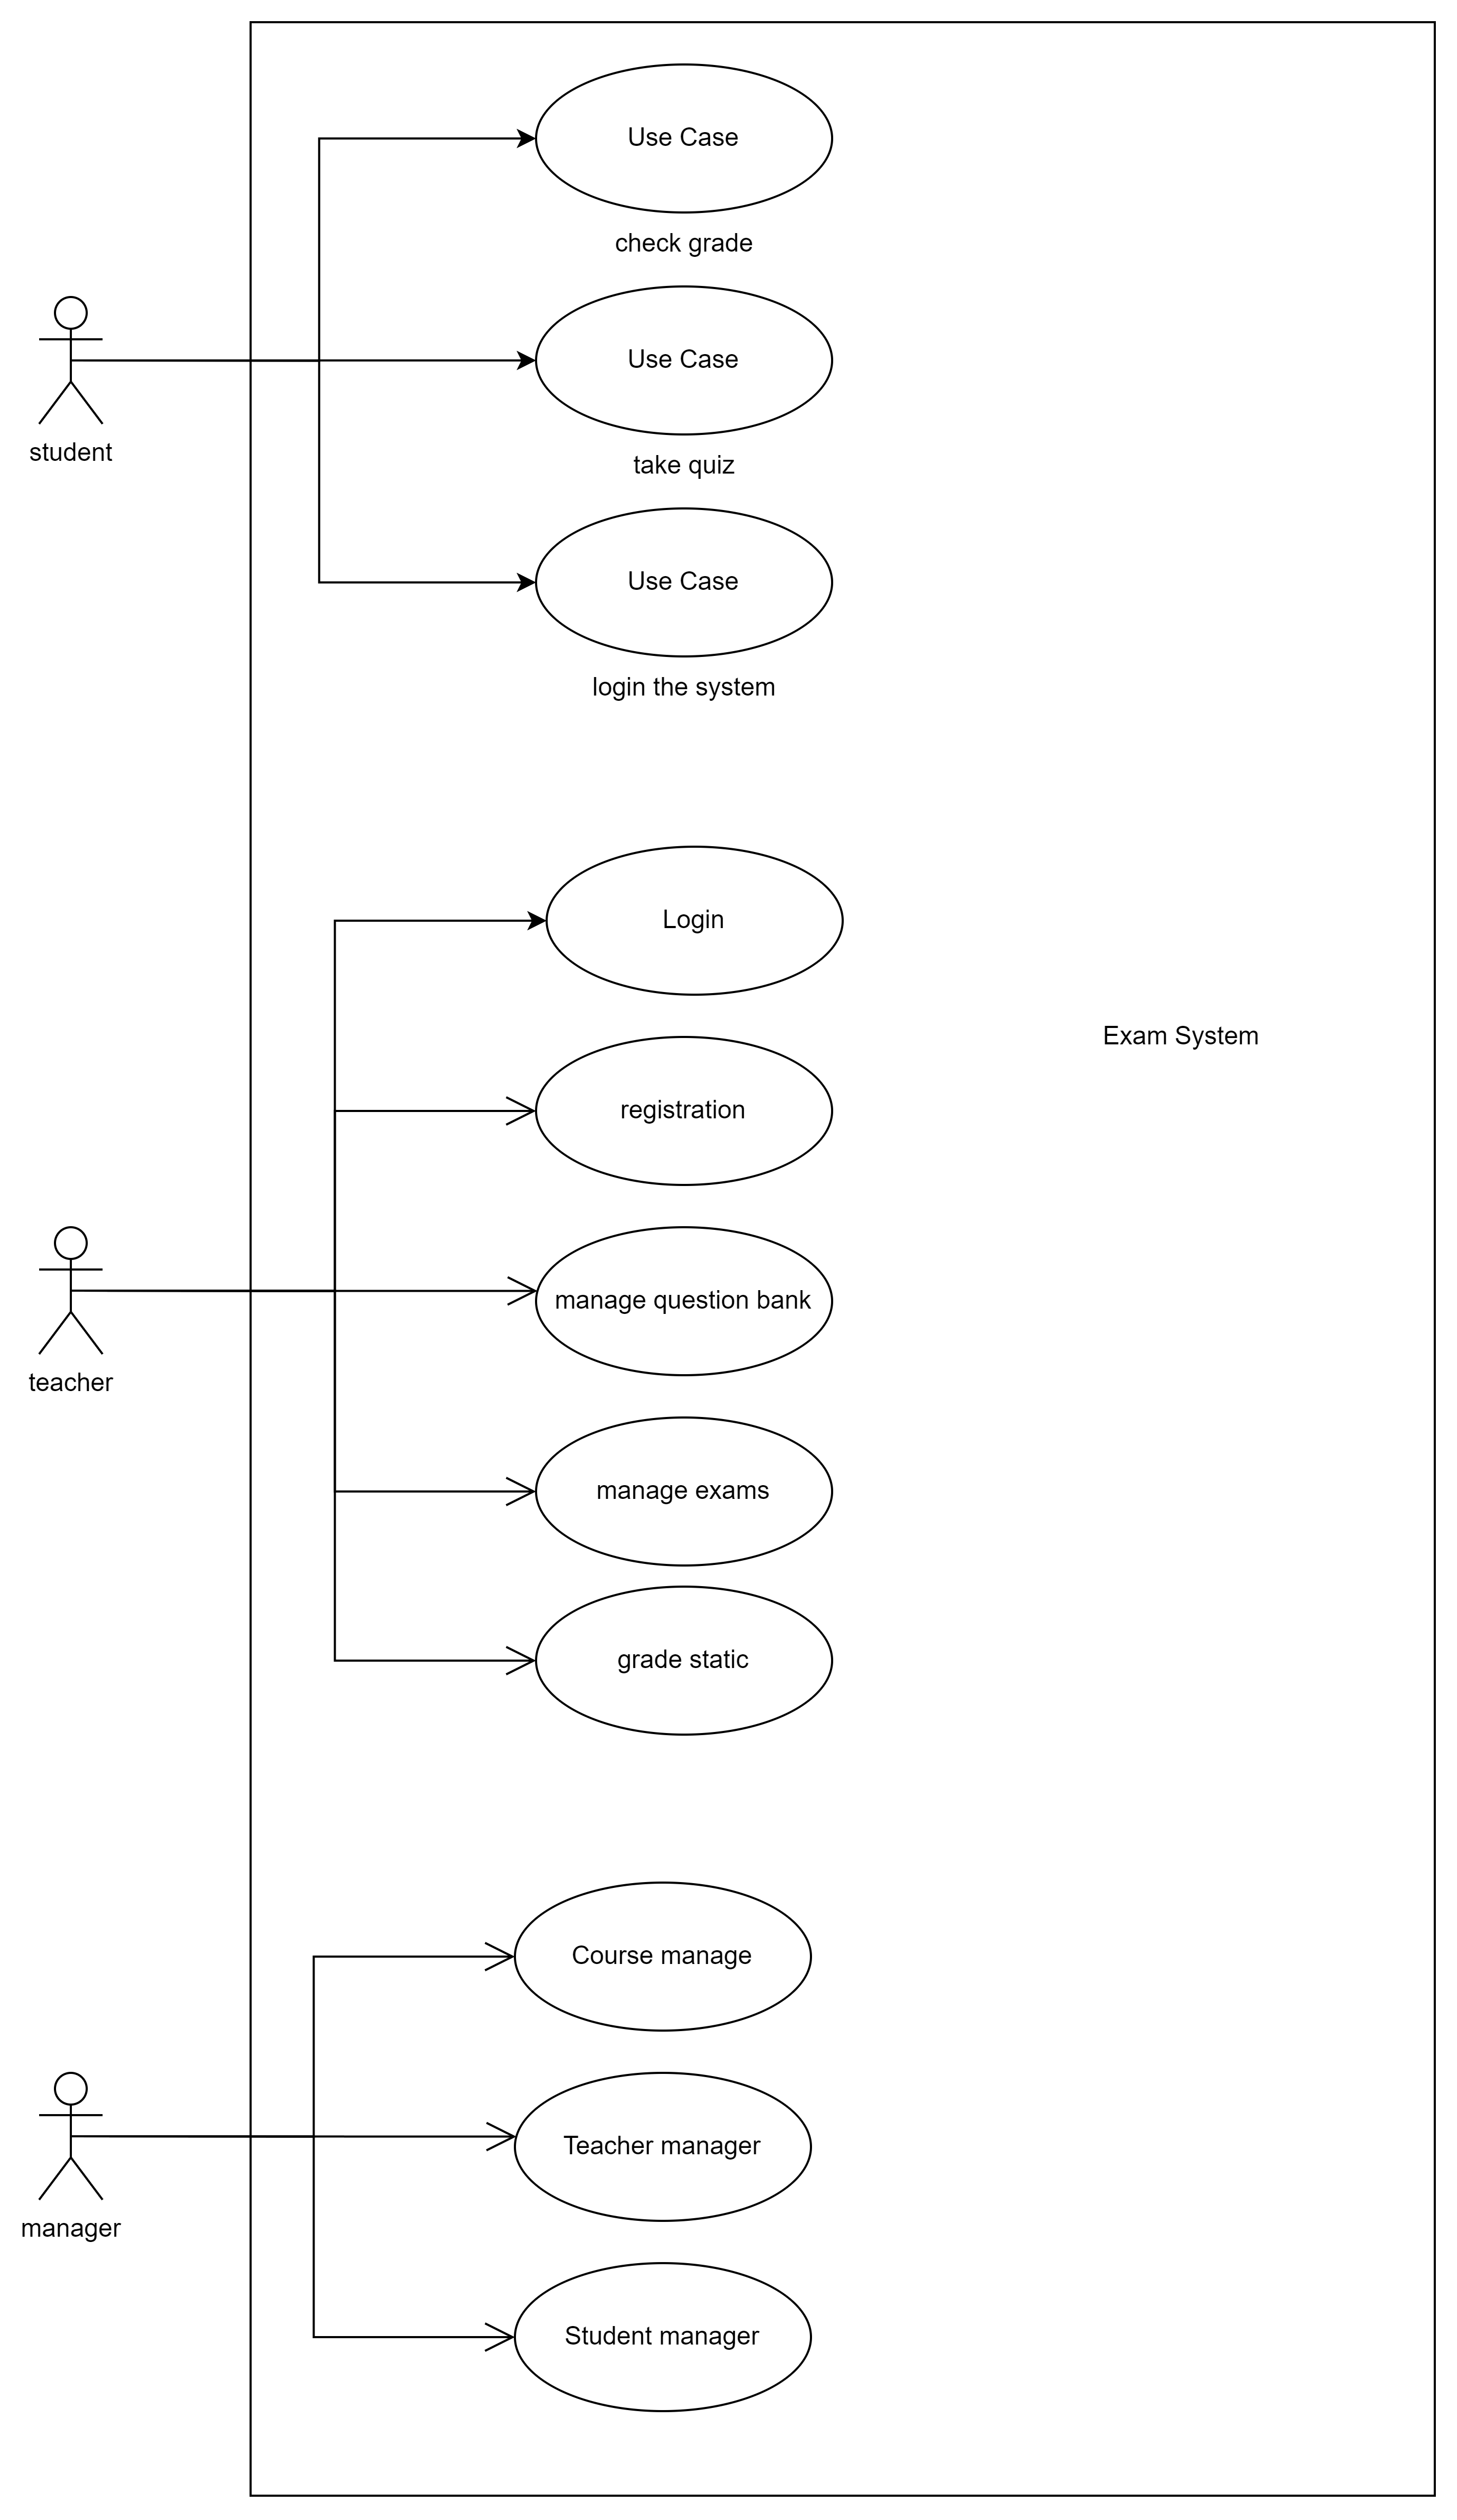 Use Case
check grade
Use Case
student
take quiz
Use Case
login the system
Login
Exam System
registration
manage question bank
teacher
manage exams
grade static
Course manage
Teacher manager
manager
Student manager